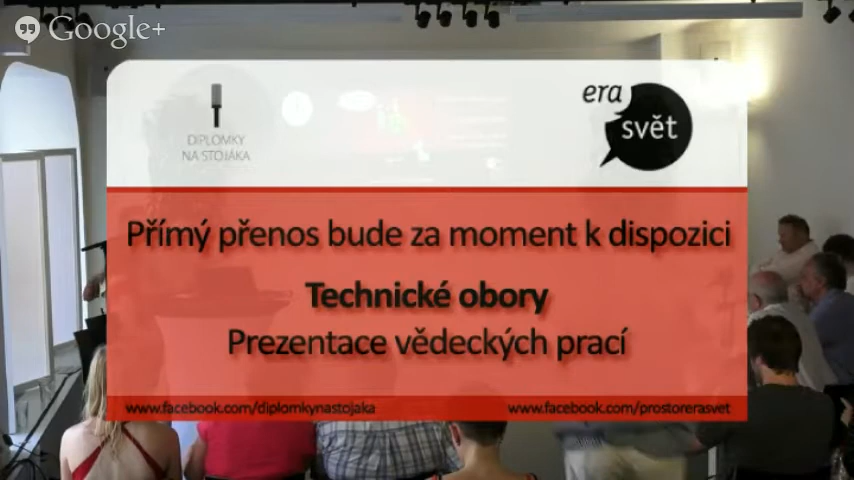 Google+
DIPLOMKY
NA STOJÁKA
era
svět
Přímý přenos bude za moment k dispozici
Technické obory
Prezentace vědeckých prací
www.facebook.com/diplomkynastojaka
www.facebook.com/prostorerasvet